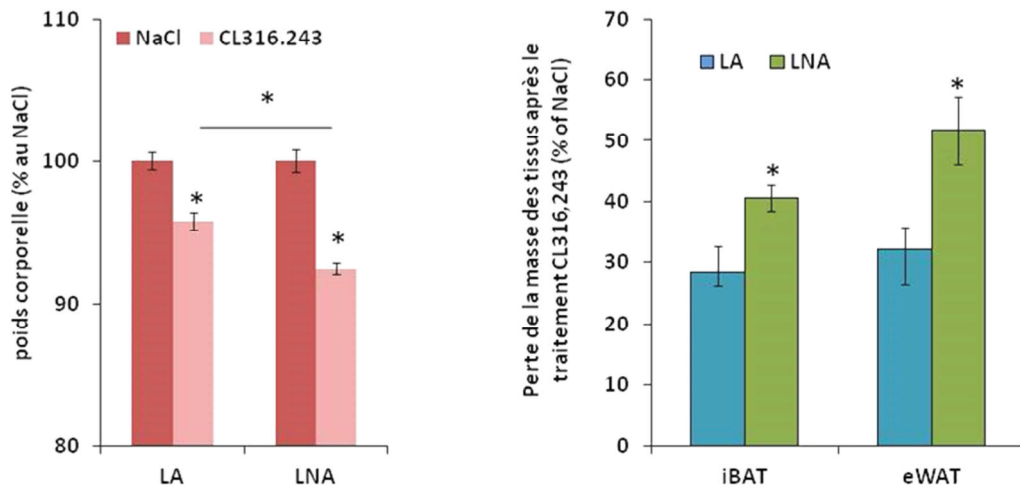 poids corporelle (% au NaCl)
110
100
90
80
NaCl CL316.243
*
*
*
LA LNA
Perte de la masse des tissus après le
traitement CL316,243 (% of NaCl)
70
60
50
40
30
20
10
0
LA LNA
*
*
iBAT eWAT